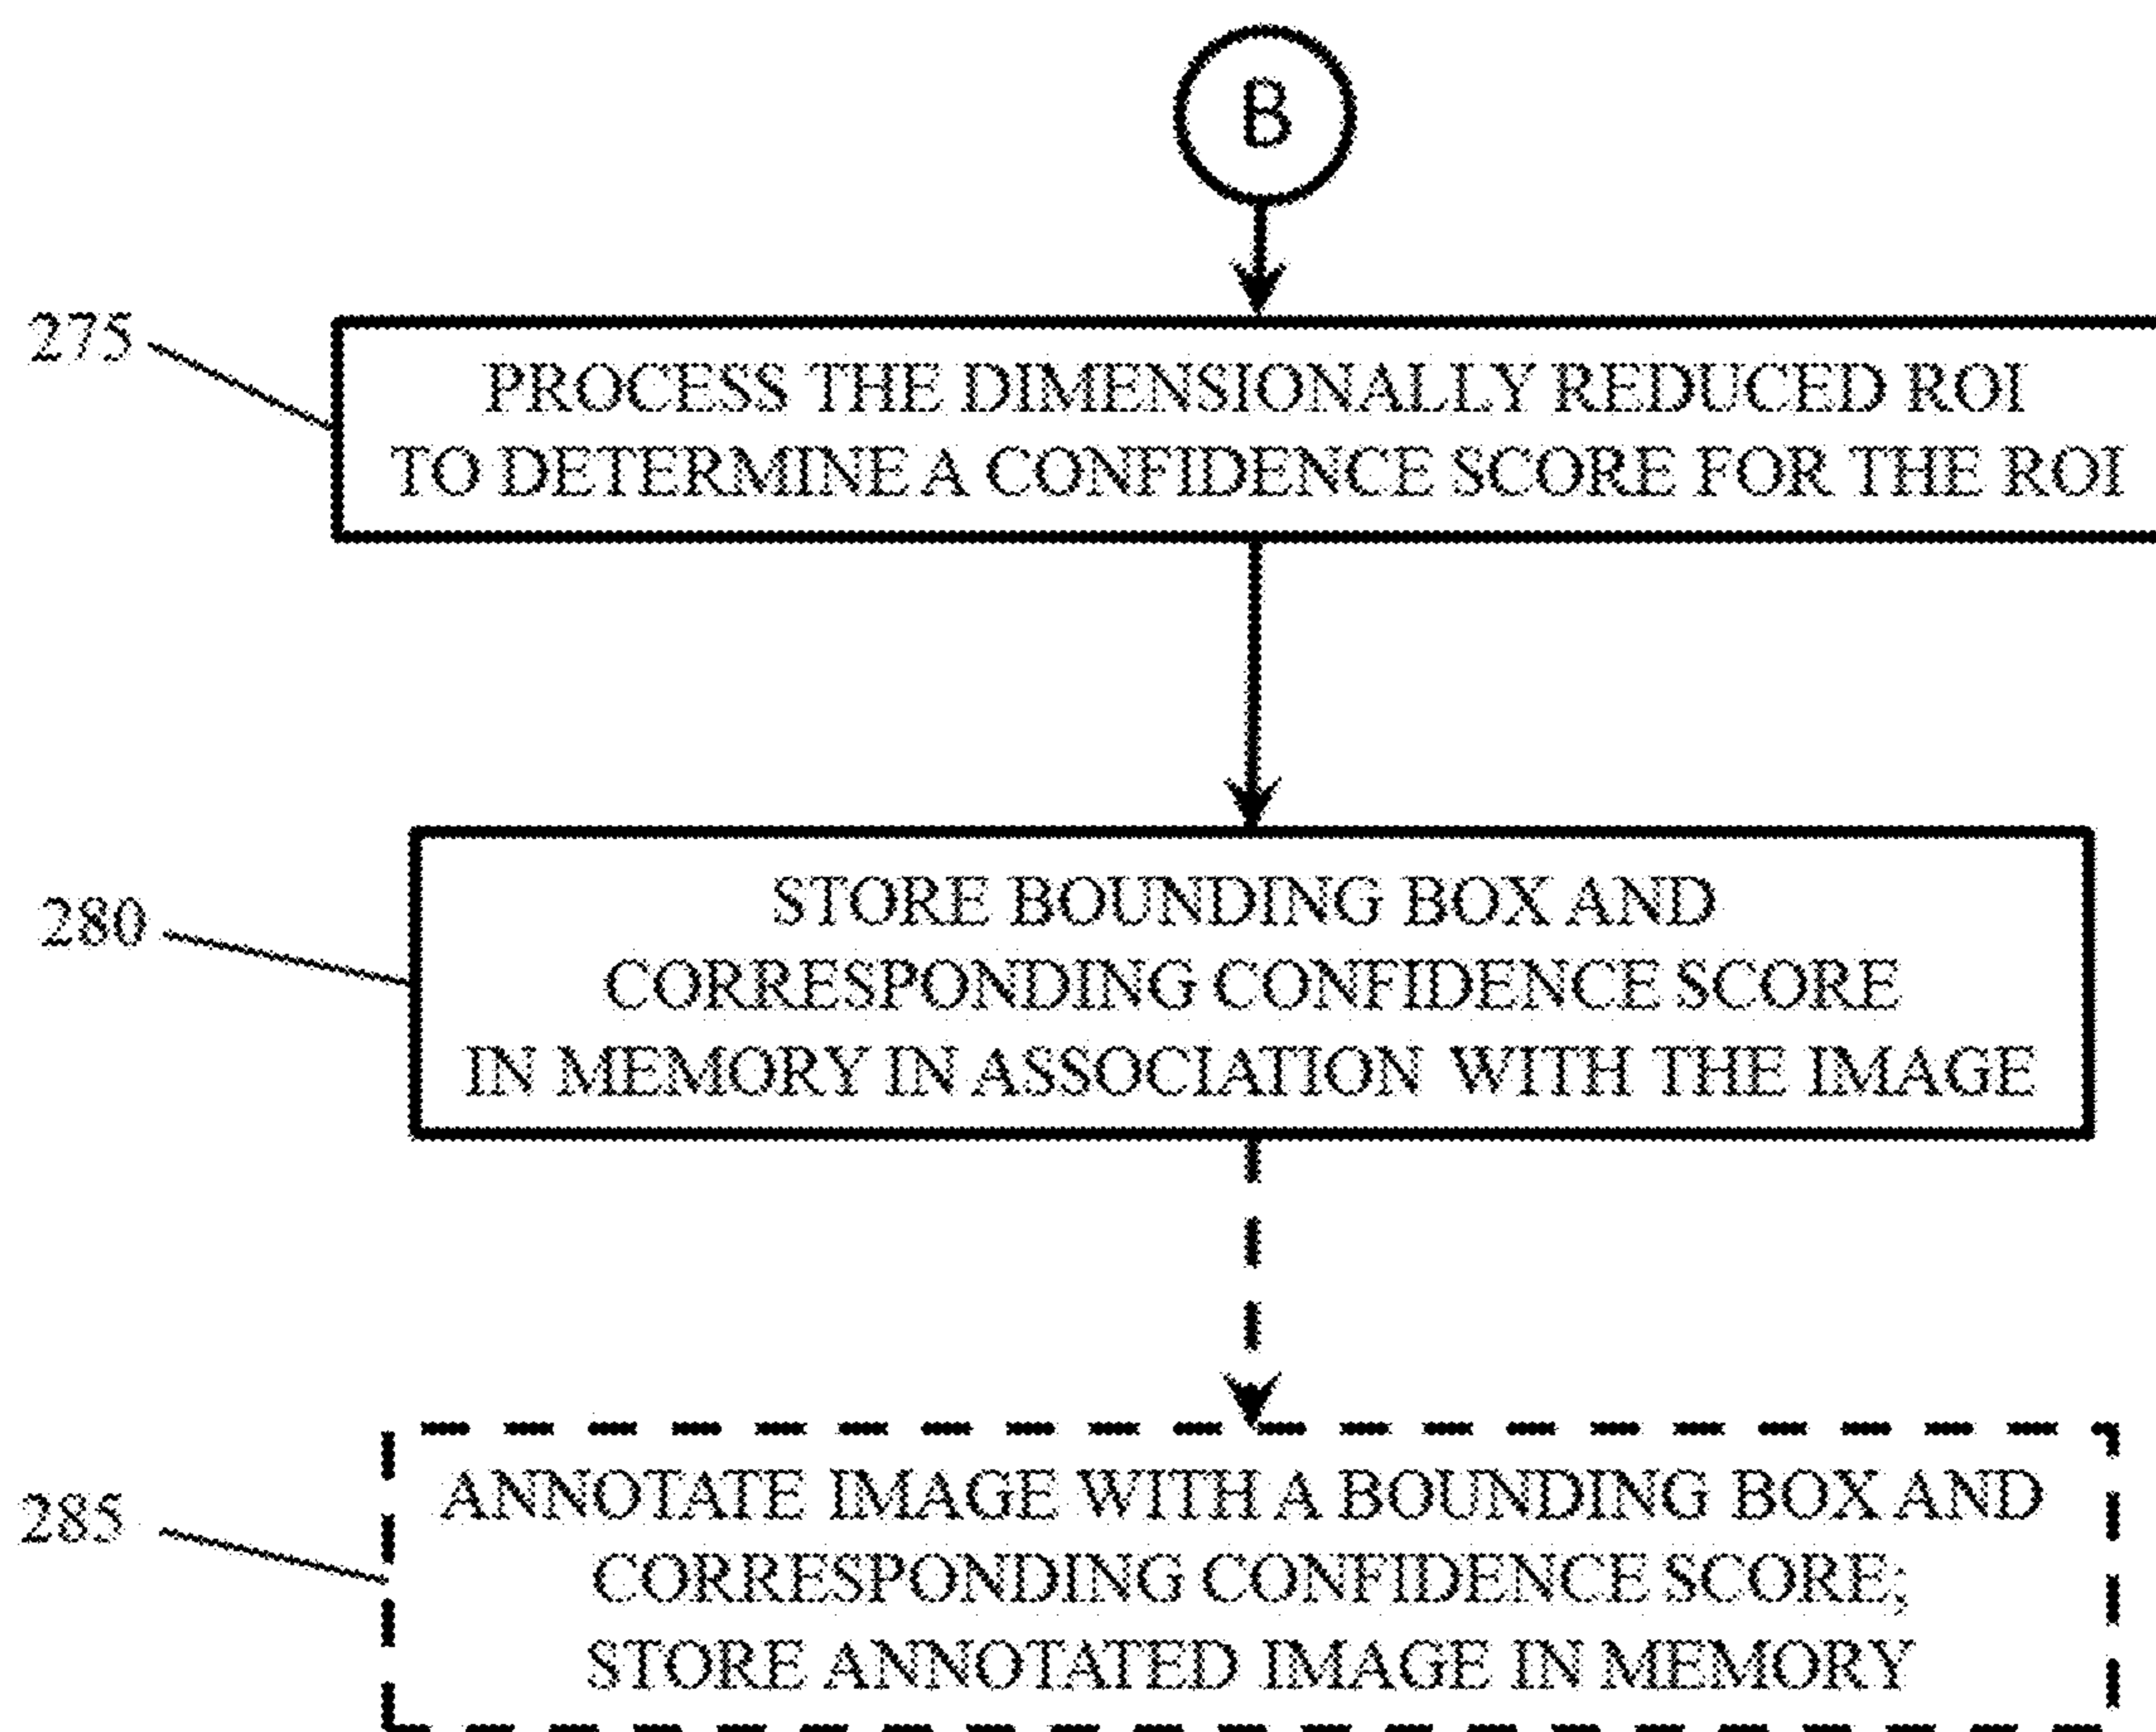 B
275
PROCESS THE DIMENSIONALLY REDUCED ROI
TO DETERMINE A CONFIDENCE SCORE FOR THE ROI
280
STORE BOUNDING BOX AND
CORRESPONDING CONFIDENCE SCORE
IN MEMORY IN ASSOCIATION WITH THE IMAGE
285
ANNOTATE IMAGE WITH A BOUNDING BOX AND
CORRESPONDING CONFIDENCE SCORE;
STORE ANNOTATED IMAGE IN MEMORY